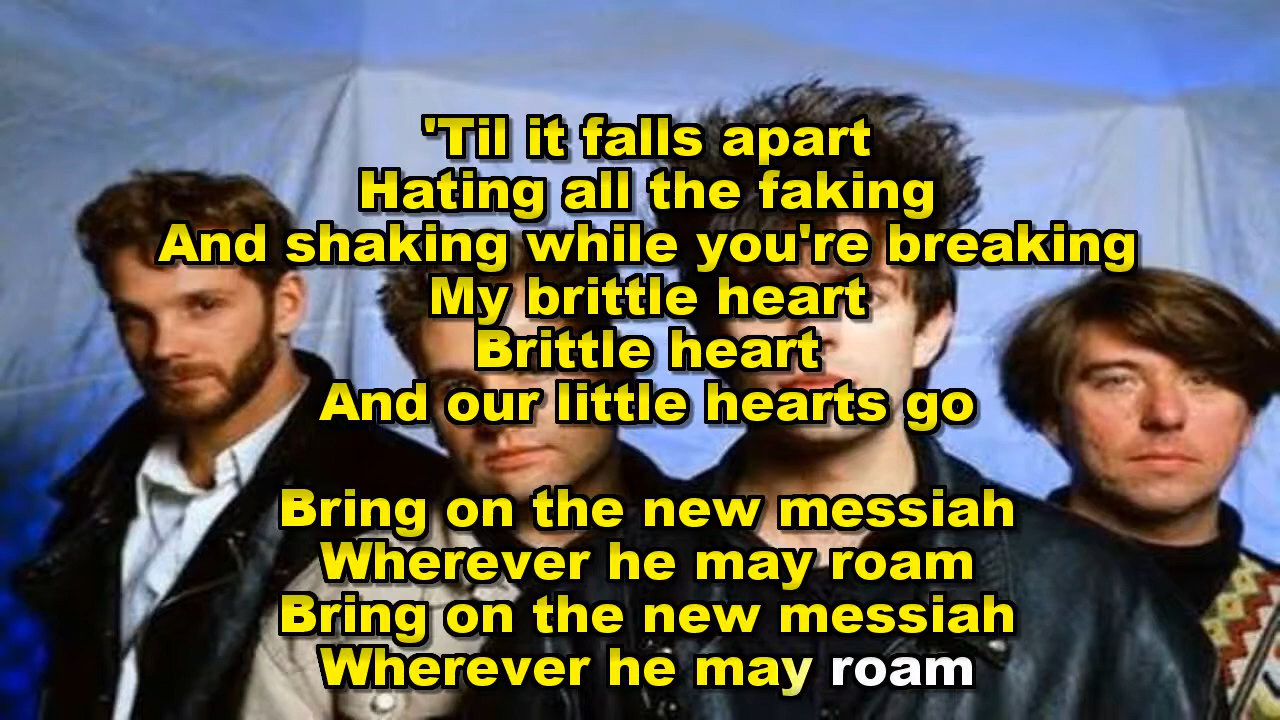 'Til it falls apart
Hating all the faking
And shaking while you're breaking
My brittle heart
Brittle heart
And our little hearts go
Bring on the new messiah
Wherever he may roam
Bring on the new messiah
Wherever he may roam